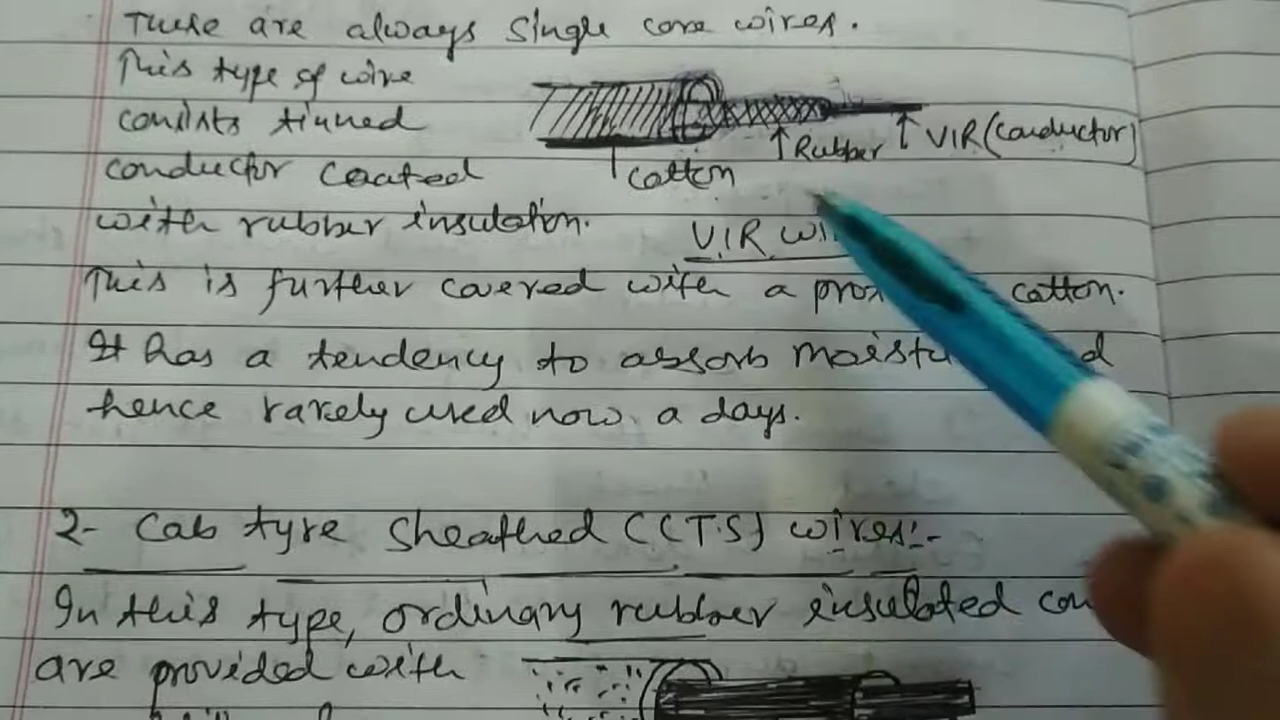 These are always single core wires.
This type of wire
consists tinned
conductor coated
with rubber insulation.
Cotton
Rubber
VIR (conductor)
VIR
This is further covered with a cotton.
It has a tendency to absorb
hence rarely used now a days.
2- Cab tyre Sheathed (C.T.S) wires:-
In this type, ordinary rubber insulated
are provided with